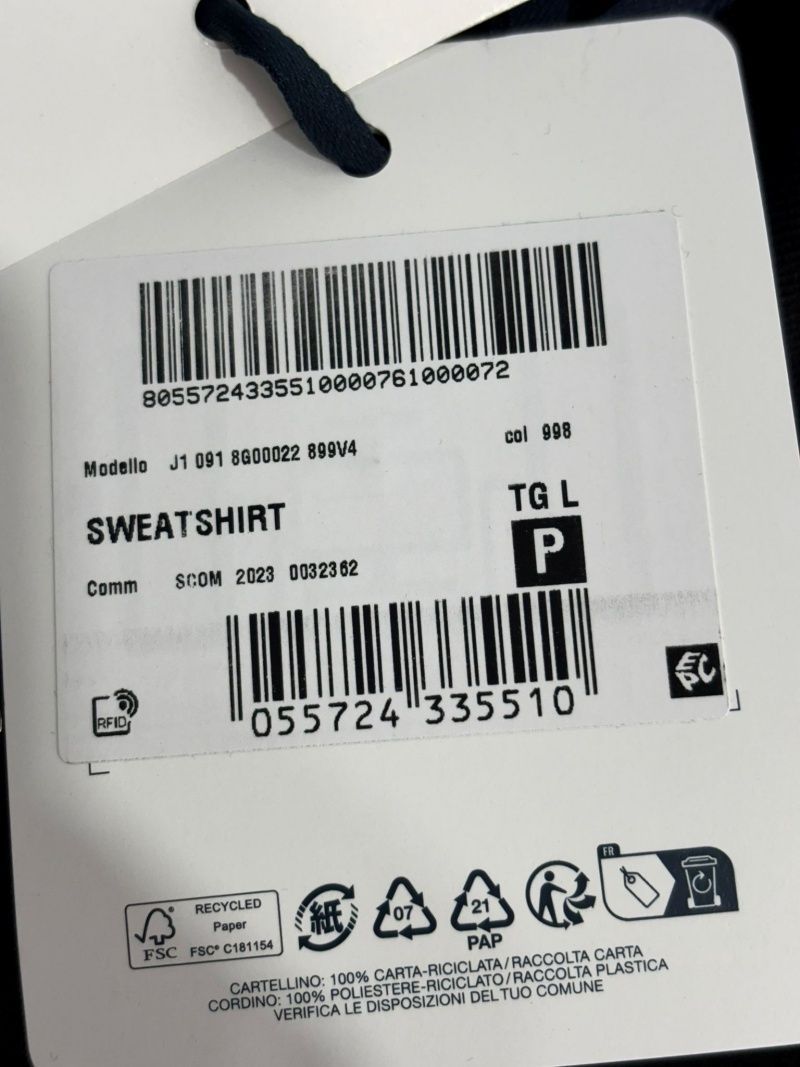 8055724335510000761000072
Modello J1 091 8G00022 899V4 col 998
SWEATSHIRT TG L
P
Comm SCOM 2023 0032362
055724 335510
RFID
EPC
FR
RECYCLED
Paper
FSC® C181154
FSC
紙
07
21
PAP
CARTELLINO: 100% CARTA-RICICLATA/RACCOLTA CARTA
CORDINO: 100% POLIESTERE-RICICLATO/RACCOLTA PLASTICA
VERIFICA LE DISPOSIZIONI DEL TUO COMUNE